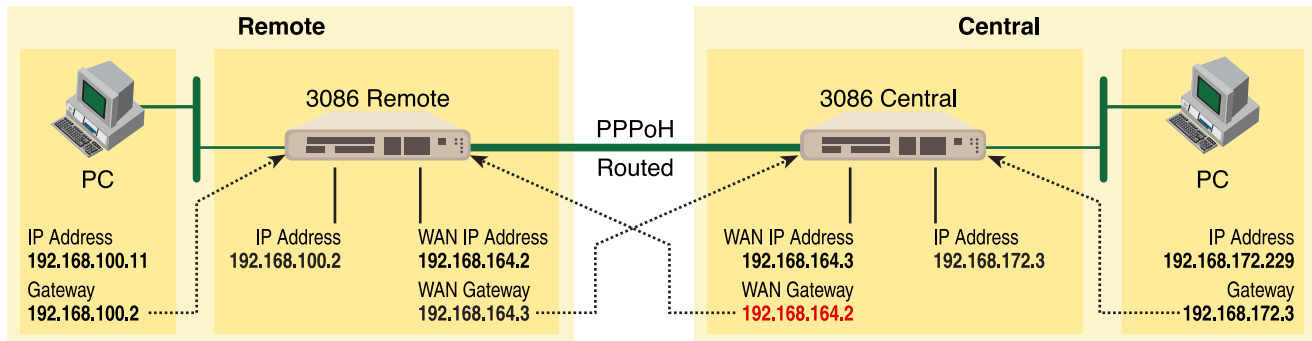 Remote
Central
3086 Remote
3086 Central
PPPoH
Routed
PC
PC
IP Address
192.168.100.11
Gateway
192.168.100.2
IP Address
192.168.100.2
WAN IP Address
192.168.164.2
WAN Gateway
192.168.164.3
WAN IP Address
192.168.164.3
WAN Gateway
192.168.164.2
IP Address
192.168.172.3
IP Address
192.168.172.229
Gateway
192.168.172.3